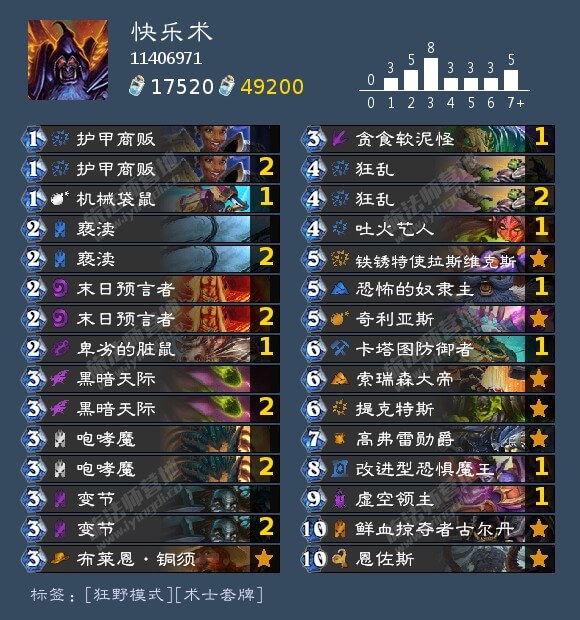 快乐术
11406971
17520 49200
0 3 5 8 3 3 3 5
0 1 2 3 4 5 6 7+
1 护甲商贩
1 护甲商贩 2
1 机械袋鼠 1
2 亵渎
2 亵渎 2
2 末日预言者
2 末日预言者 2
2 卑劣的脏鼠 1
3 黑暗天际
3 黑暗天际 2
3 咆哮魔
3 咆哮魔 2
3 变节
3 变节 2
3 布莱恩·铜须
3 贪食软泥怪 1
4 狂乱
4 狂乱 2
4 吐火艺人 1
5 铁锈特使拉斯维克斯
5 恐怖的奴隶主 1
5 奇利亚斯
6 卡塔图防御者 1
6 索瑞森大帝
6 提克特斯
7 高弗雷勋爵
8 改进型恐惧魔王 1
9 虚空领主 1
10 鲜血掠夺者古尔丹
10 恩佐斯
标签：[狂野模式][术士套牌]